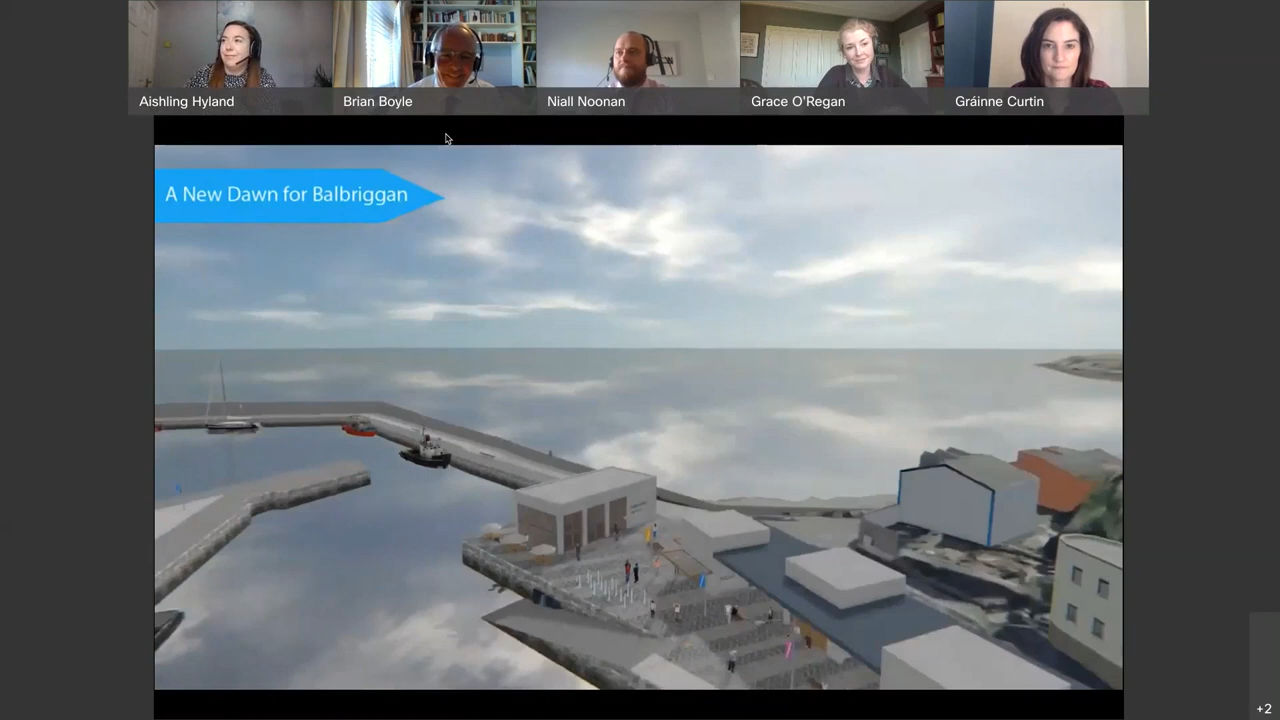 Aishling Hyland
Brian Boyle
Niall Noonan
Grace O'Regan
Gráinne Curtin
A New Dawn for Balbriggan
+2